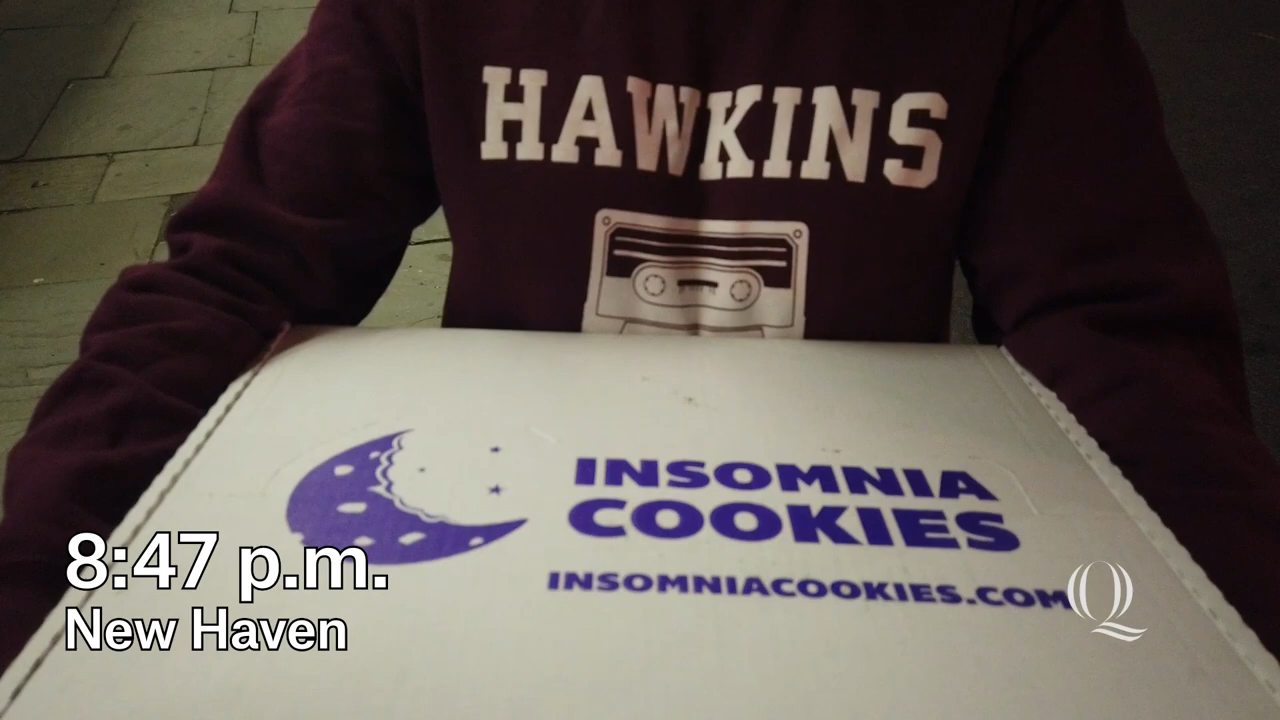 HAWKINS
INSOMNIA
COOKIES
INSOMNIACOOKIES.COM
8:47 p.m.
New Haven
Q